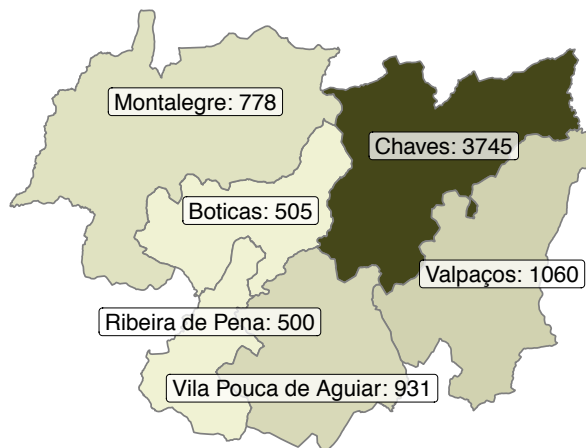 Montalegre: 778
Chaves: 3745
Boticas: 505
Valpaços: 1060
Ribeira de Pena: 500
Vila Pouca de Aguiar: 931